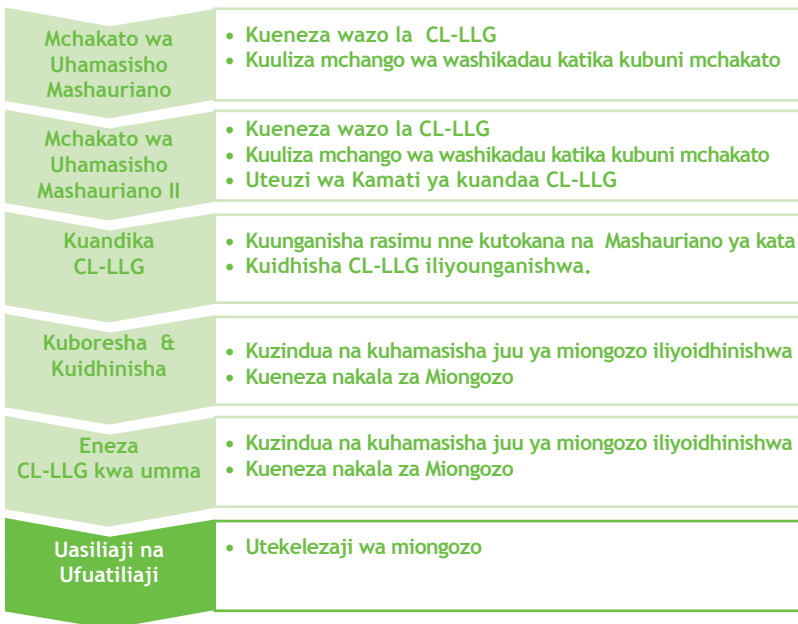 Mchakato wa
Uhamasisho
Mashauriano
• Kueneza wazo la CL-LLG
• Kuuliza mchango wa washikadau katika kubuni mchakato
Mchakato wa
Uhamasisho
Mashauriano II
• Kueneza wazo la CL-LLG
• Kuuliza mchango wa washikadau katika kubuni mchakato
• Uteuzi wa Kamati ya kuandaa CL-LLG
Kuandika
CL-LLG
• Kuunganisha rasimu nne kutokana na Mashauriano ya kata
• Kuidhisha CL-LLG iliyounganishwa.
Kuboresha &
Kuidhinisha
• Kuzindua na kuhamasisha juu ya miongozo iliyoidhinishwa
• Kueneza nakala za Miongozo
Eneza
CL-LLG kwa umma
• Kuzindua na kuhamasisha juu ya miongozo iliyoidhinishwa
• Kueneza nakala za Miongozo
Uasiliaji na
Ufuatiliaji
• Utekelezaji wa miongozo